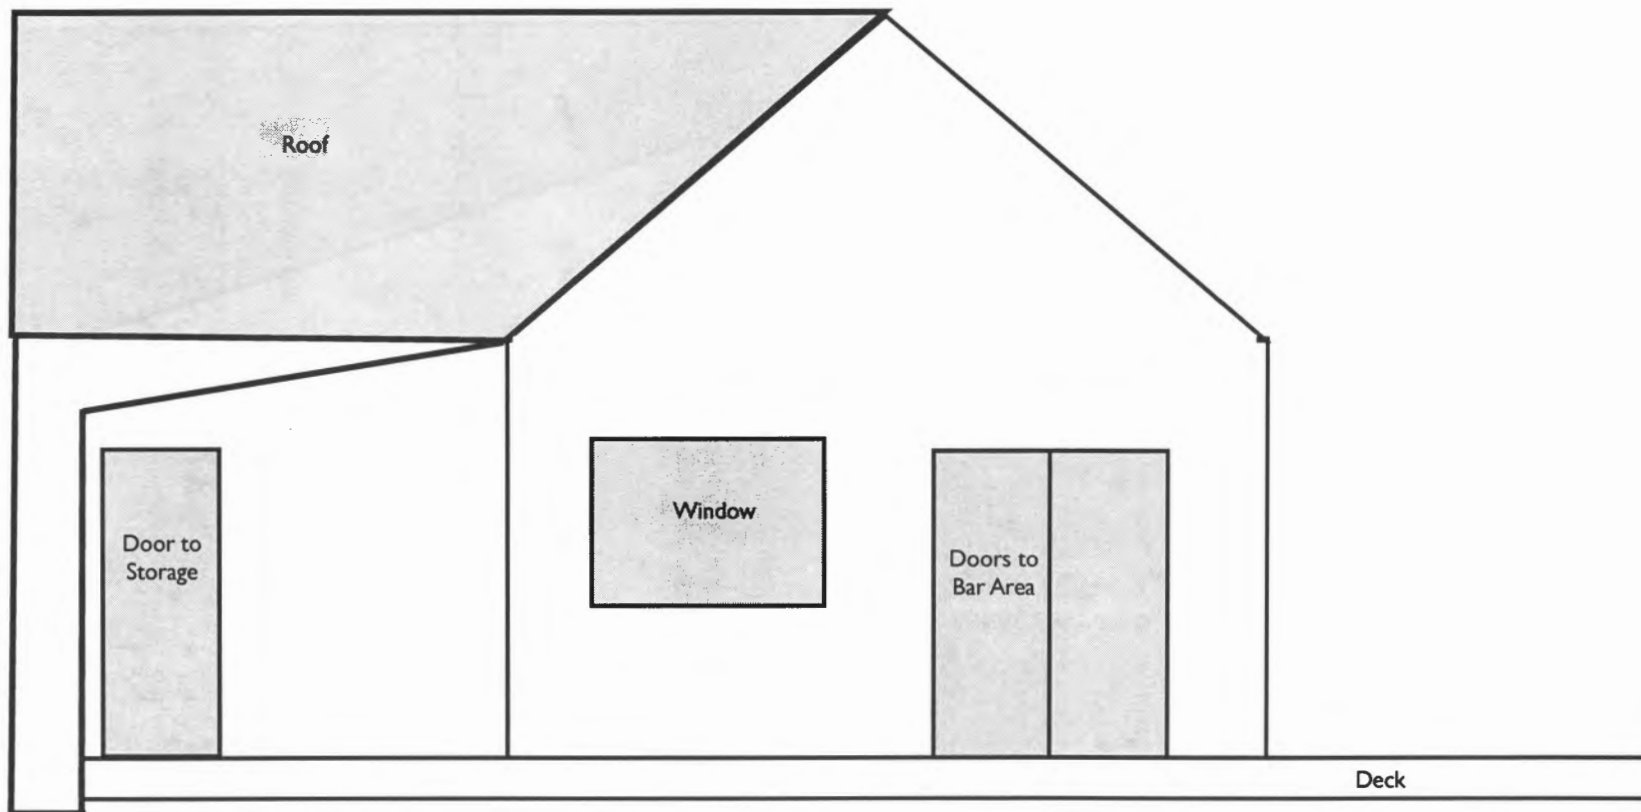 Roof
Window
Door to
Storage
Doors to
Bar Area
Deck